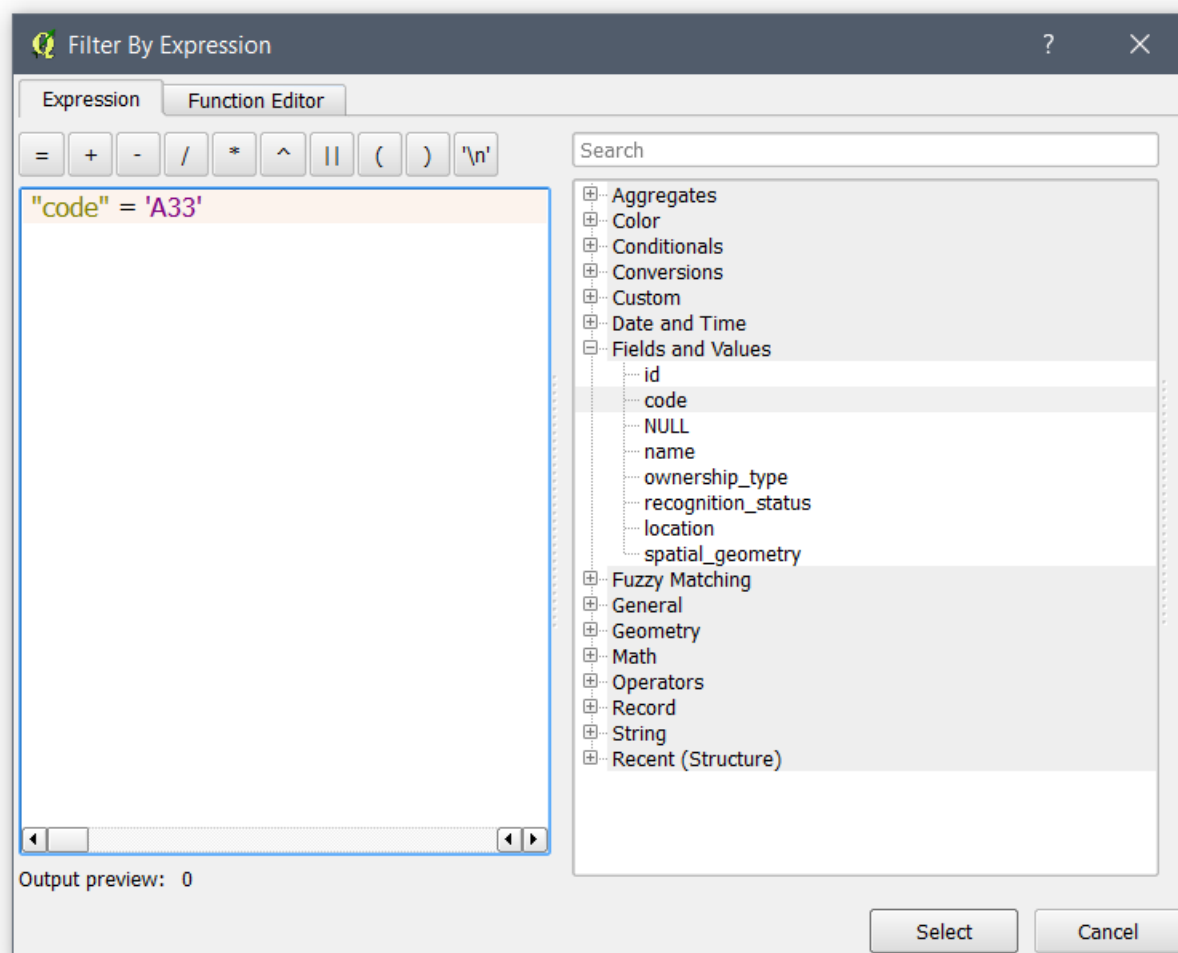 Filter By Expression
?
Expression
Function Editor
= + - / * ^ || ( ) '\n'
Search
"code" = 'A33'
Aggregates
Color
Conditionals
Conversions
Custom
Date and Time
Fields and Values
id
code
NULL
name
ownership_type
recognition_status
location
spatial_geometry
Fuzzy Matching
General
Geometry
Math
Operators
Record
String
Recent (Structure)
Output preview: 0
Select
Cancel